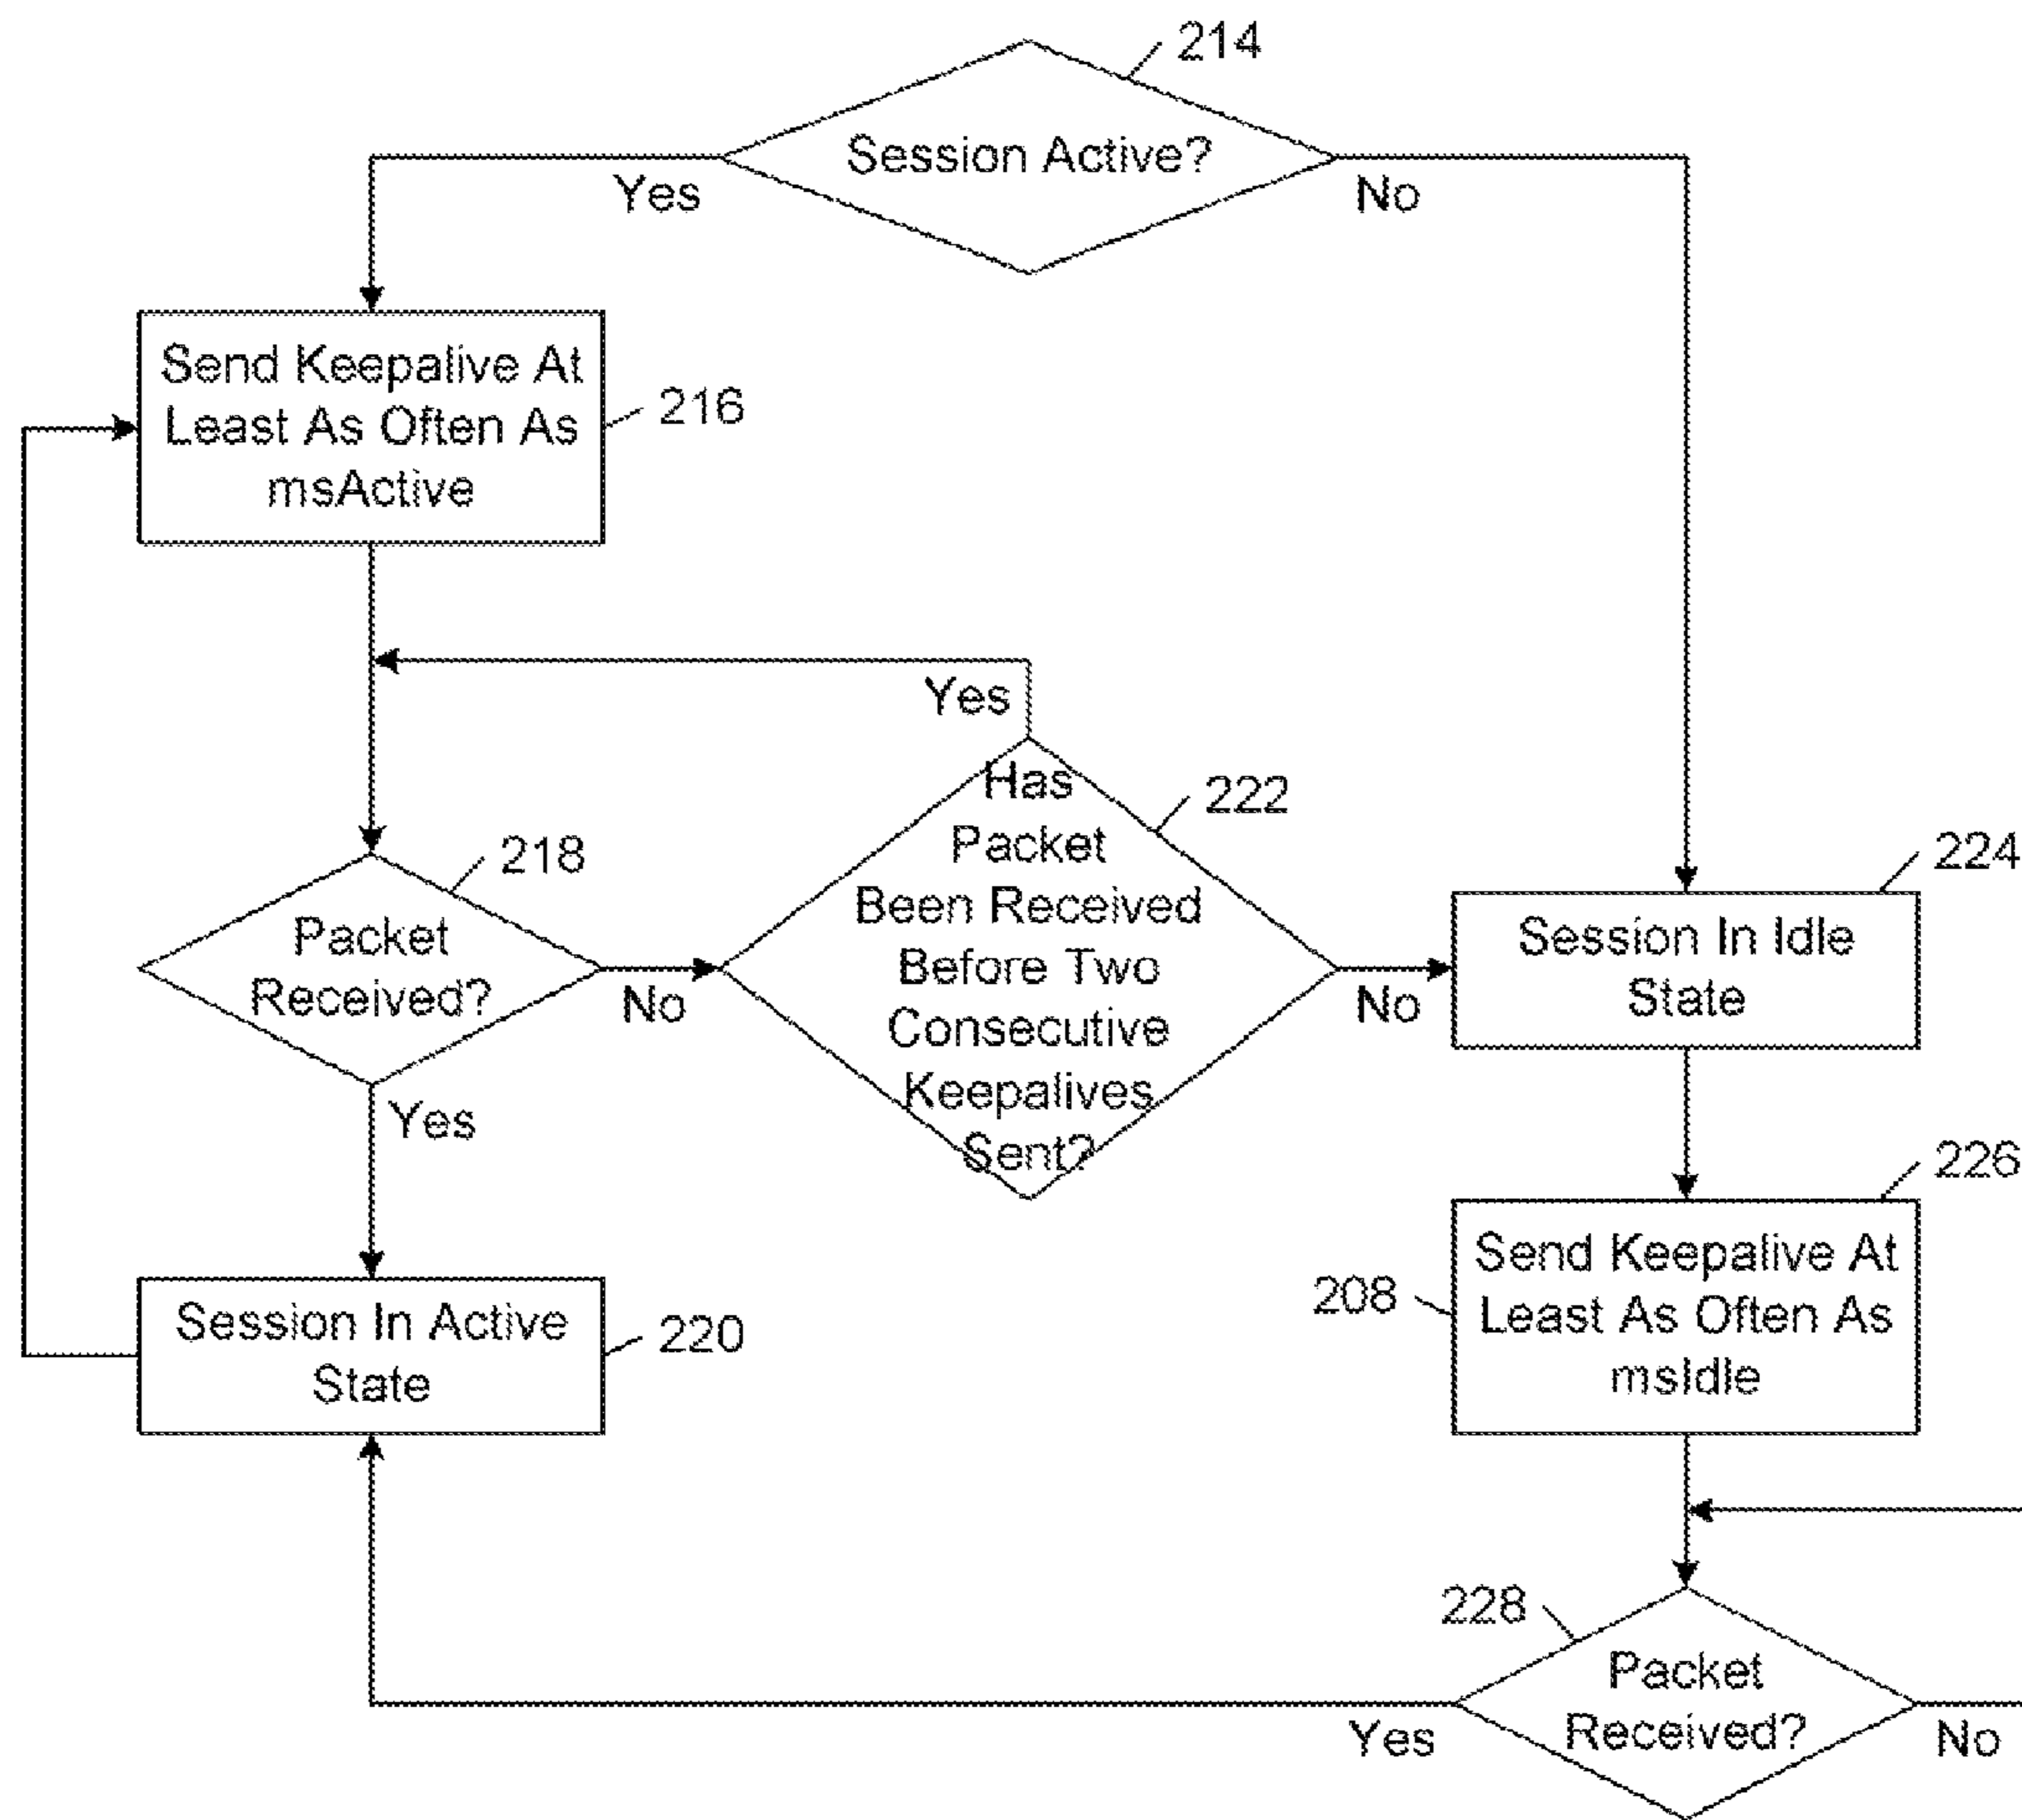 214
Session Active?
Yes
No
Send Keepalive At
Least As Often As
msActive
216
Yes
Has
Packet
Been Received
Before Two
Consecutive
Keepalives
Sent?
222
218
Packet
Received?
No
No
224
Session In Idle
State
Yes
226
Send Keepalive At
Least As Often As
msIdle
208
Session In Active
State
220
228
Packet
Received?
Yes
No